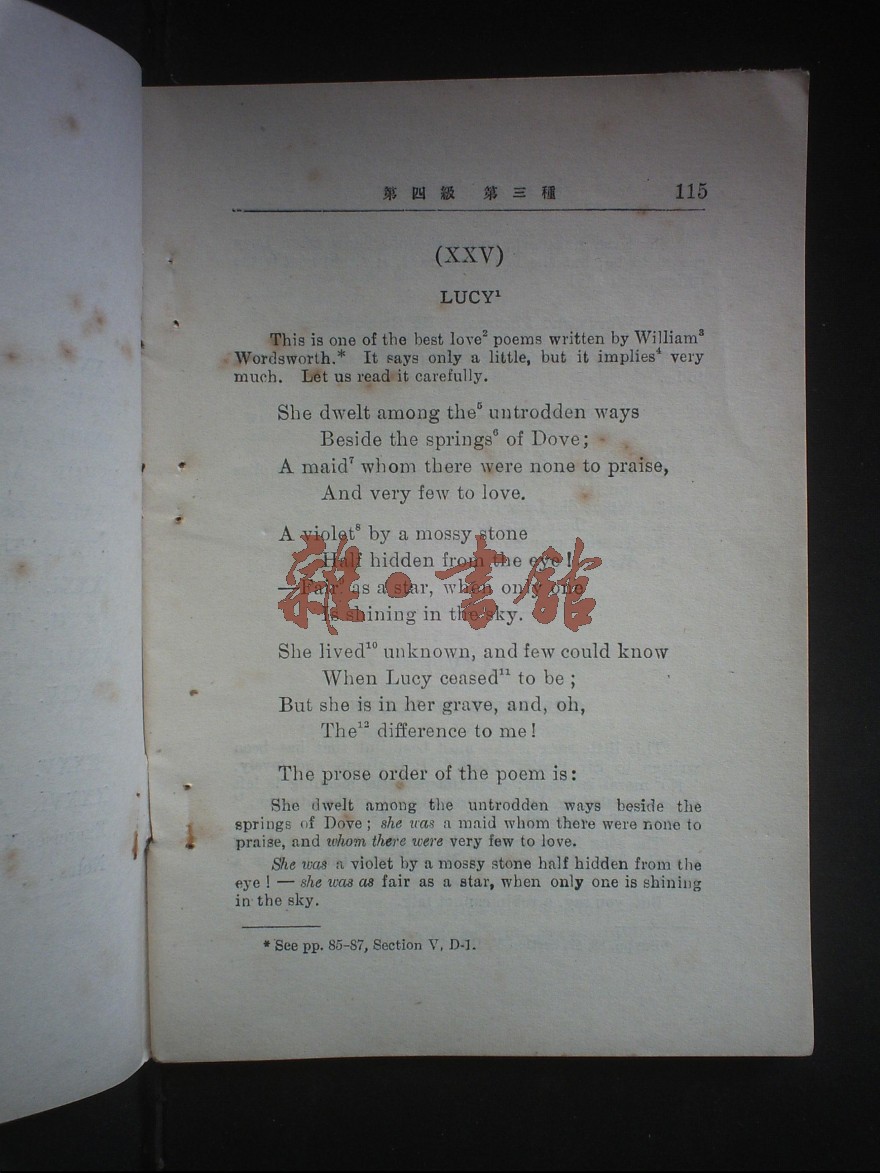 第四級 第三種 115
(XXV)
LUCY¹
This is one of the best love² poems written by William³
Wordsworth.* It says only a little, but it implies⁴ very
much. Let us read it carefully.
She dwelt among the⁵ untrodden ways
Beside the springs⁶ of Dove;
A maid⁷ whom there were none to praise,
And very few to love.
A violet⁸ by a mossy stone
Half hidden from the eye!
—Fair as a star, when only one
Is shining in the sky.
She lived¹⁰ unknown, and few could know
When Lucy ceased¹¹ to be;
But she is in her grave, and, oh,
The¹² difference to me!
The prose order of the poem is:
She dwelt among the untrodden ways beside the
springs of Dove; she was a maid whom there were none to
praise, and whom there were very few to love.
She was a violet by a mossy stone half hidden from the
eye! — she was as fair as a star, when only one is shining
in the sky.
* See pp. 85-87, Section V, D-1.
雜·書館